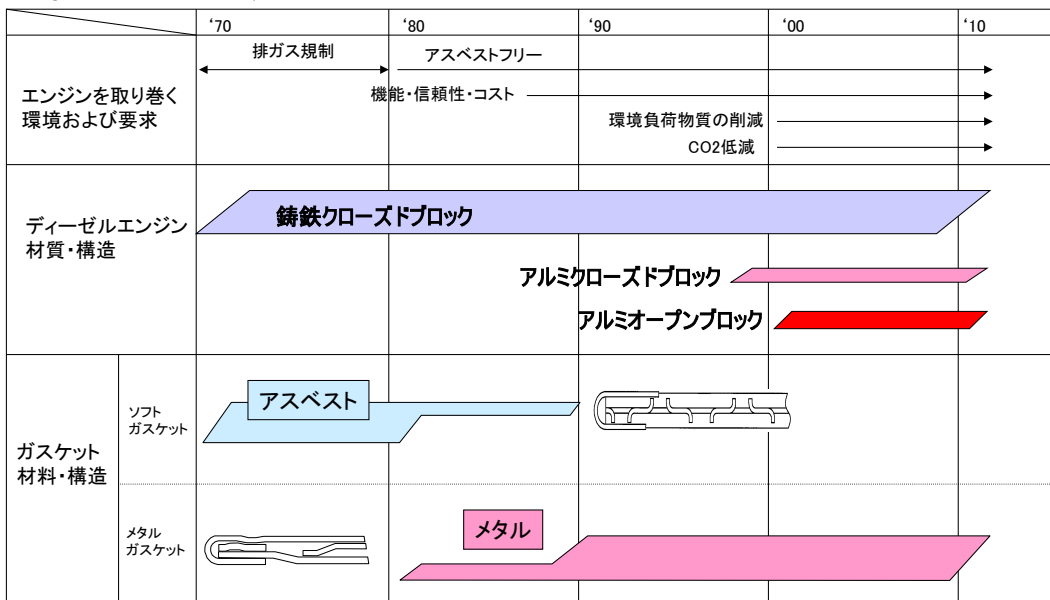 ‘70
‘80
‘90
‘00
‘10
エンジンを取り巻く
環境および要求
排ガス規制
アスベストフリー
機能・信頼性・コスト
環境負荷物質の削減
CO2低減
ディーゼルエンジン
材質・構造
鋳鉄クローズドブロック
アルミクローズドブロック
アルミオープンブロック
ガスケット
材料・構造
ソフト
ガスケット
アスベスト
メタル
ガスケット
メタル